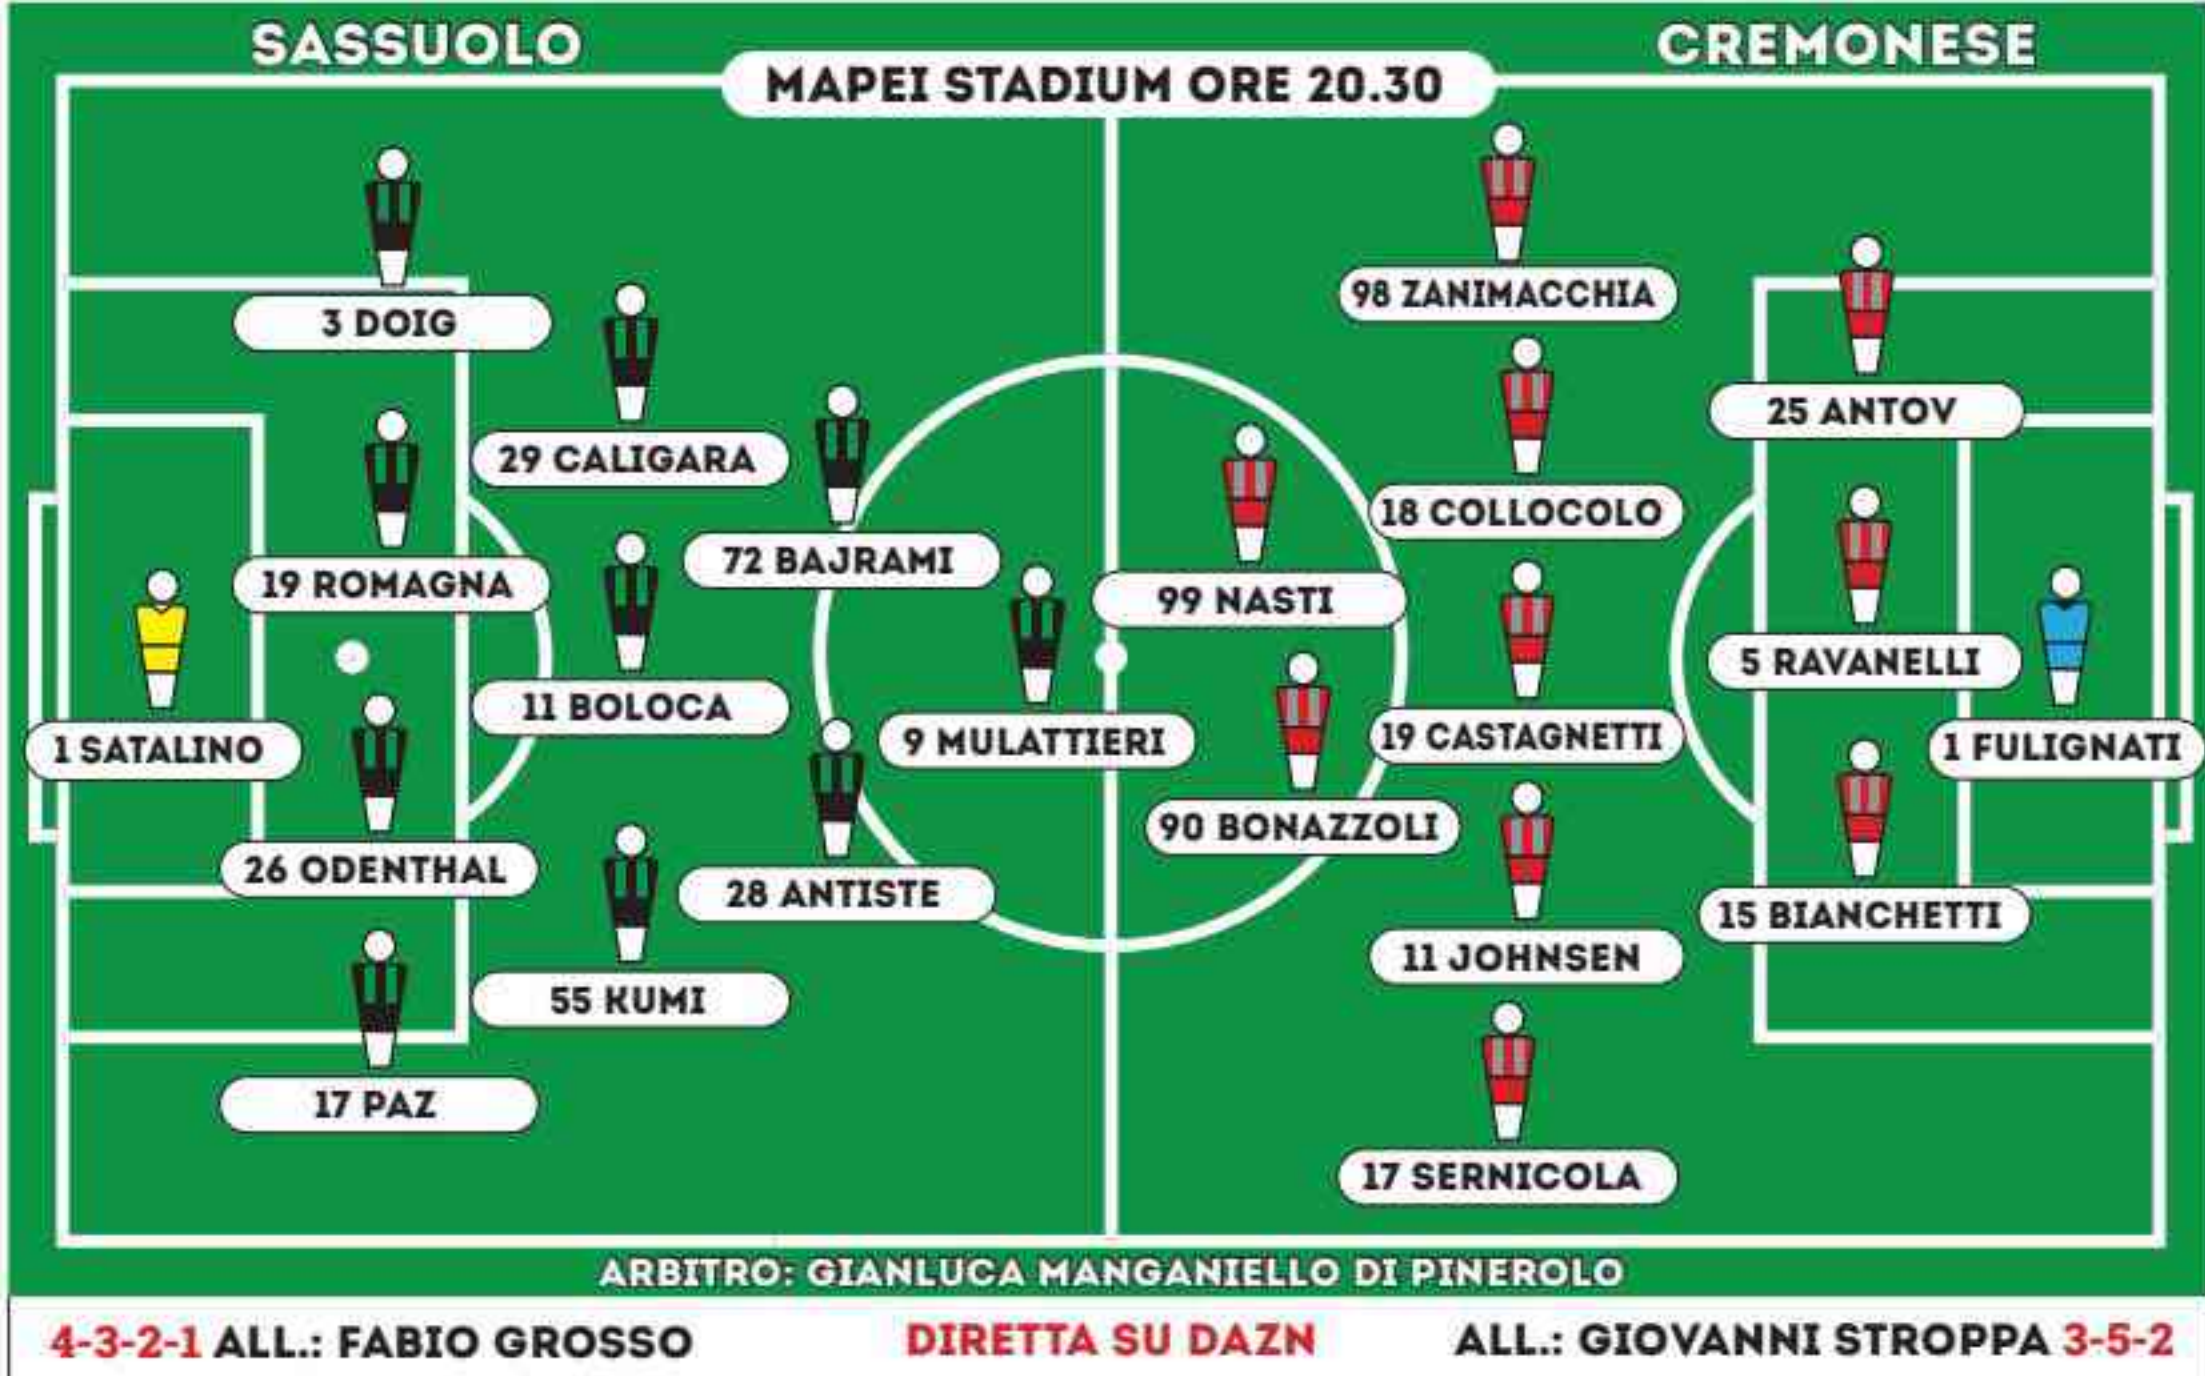 SASSUOLO
CREMONESE
MAPEI STADIUM ORE 20.30
3 DOIG
29 CALIGARA
19 ROMAGNA
72 BAJRAMI
11 BOLOCA
1 SATALINO
9 MULATTIERI
26 ODENTHAL
28 ANTISTE
55 KUMI
17 PAZ
98 ZANIMACCHIA
25 ANTOV
18 COLLOCOLO
99 NASTI
5 RAVANELLI
19 CASTAGNETTI
1 FULIGNATI
90 BONAZZOLI
15 BIANCHETTI
11 JOHNSEN
17 SERNICOLA
ARBITRO: GIANLUCA MANGANIELLO DI PINEROLO
4-3-2-1 ALL.: FABIO GROSSO
DIRETTA SU DAZN
ALL.: GIOVANNI STROPPA 3-5-2